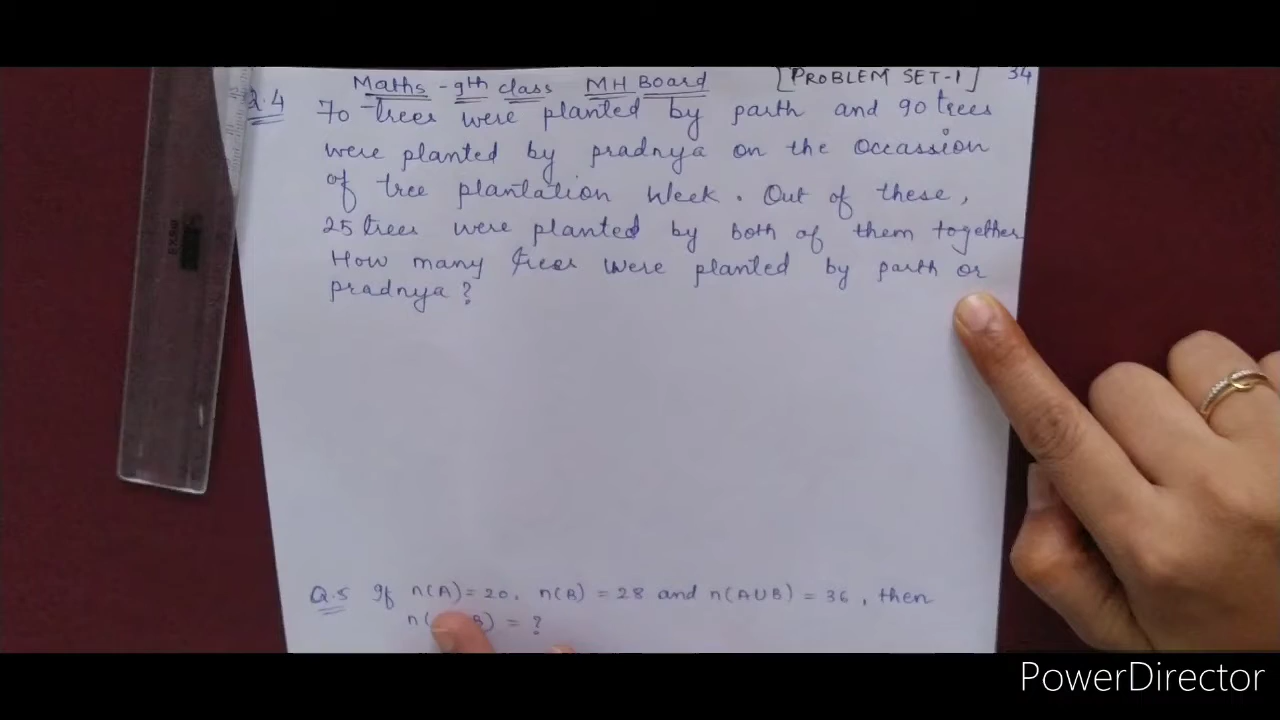 Maths - 9th class MH Board [PROBLEM SET-1] 34
Q.4 70 trees were planted by parth and 90 trees
were planted by pradnya on the occassion
of tree plantation week. Out of these,
25 trees were planted by both of them together
How many trees were planted by parth or
pradnya ?
Q.5 If n(A) = 20, n(B) = 28 and n(A∪B) = 36, then
n( B) = ?
PowerDirector